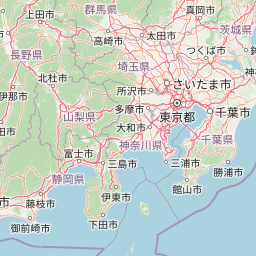 群馬県
真岡市
上田市
高崎市
太田市
茨城県
長野県
つくば市
埼玉県
北杜市
さいたま市
所沢市
伊那市
多摩市
山梨県
東京都
千葉市
大和市
千葉県
神奈川県
富士市
三島市
三浦市
勝浦市
静岡県
館山市
伊東市
藤枝市
下田市
御前崎市